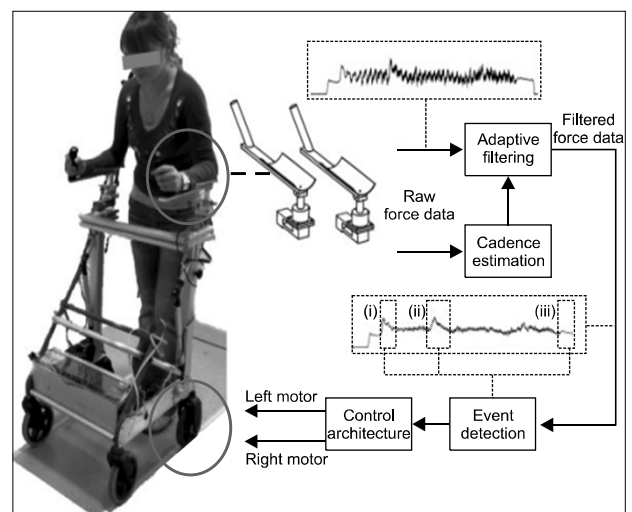 Adaptive
filtering
Filtered
force data
Raw
force data
Cadence
estimation
(i)
(ii)
(iii)
Left motor
Control
architecture
Event
detection
Right motor